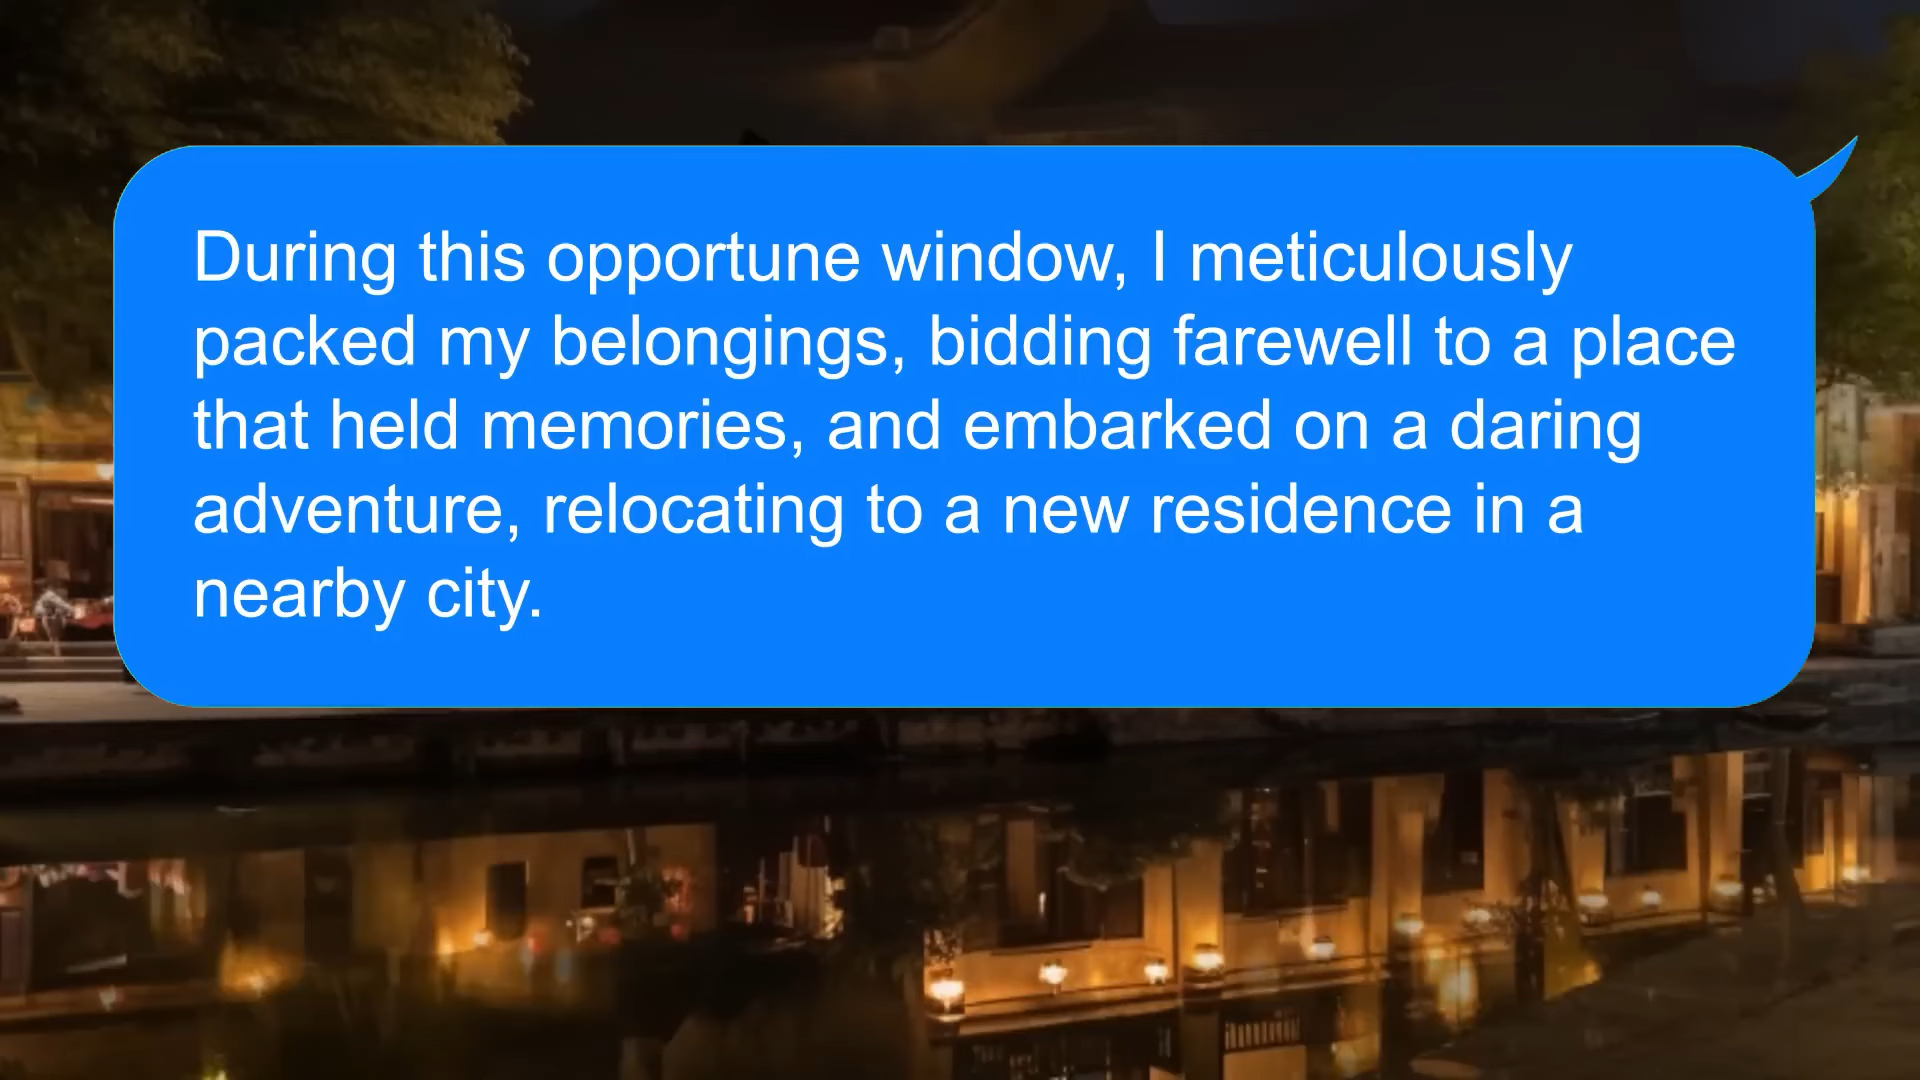 During this opportune window, I meticulously
packed my belongings, bidding farewell to a place
that held memories, and embarked on a daring
adventure, relocating to a new residence in a
nearby city.